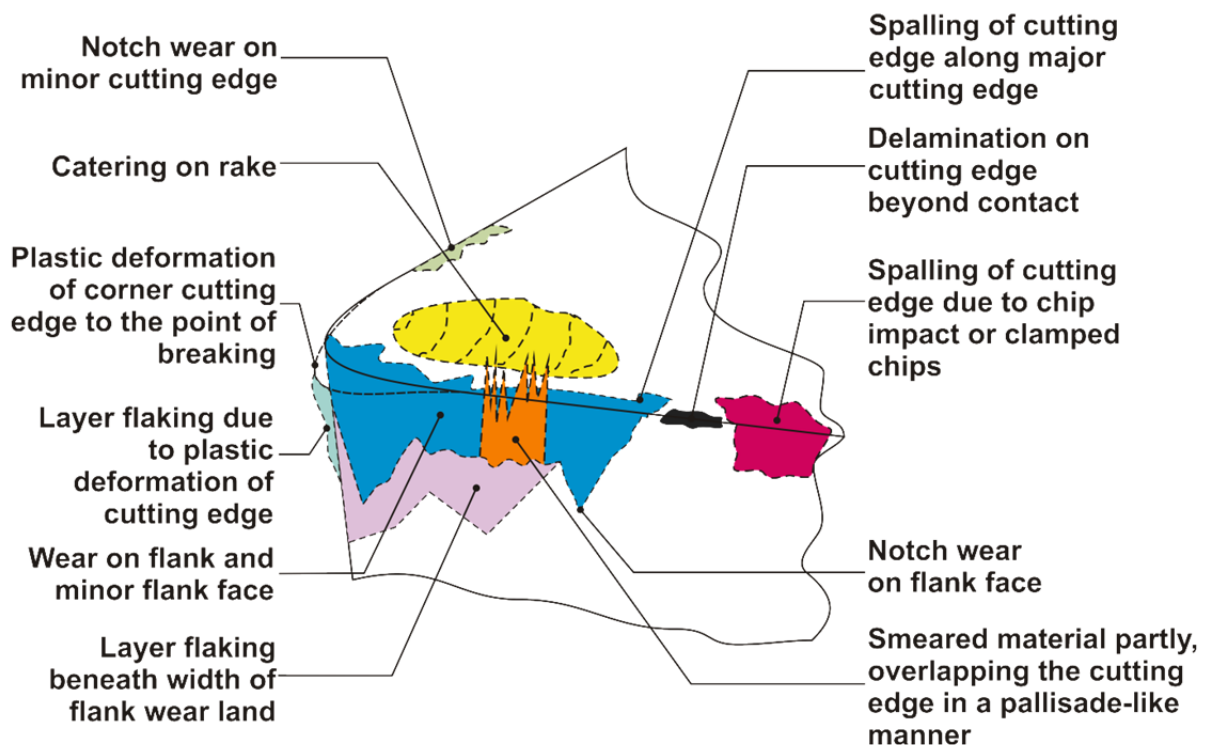 Notch wear on
minor cutting edge
Catering on rake
Plastic deformation
of corner cutting
edge to the point of
breaking
Layer flaking due
to plastic
deformation of
cutting edge
Wear on flank and
minor flank face
Layer flaking
beneath width of
flank wear land
Spalling of cutting
edge along major
cutting edge
Delamination on
cutting edge
beyond contact
Spalling of cutting
edge due to chip
impact or clamped
chips
Notch wear
on flank face
Smeared material partly,
overlapping the cutting
edge in a pallisade-like
manner